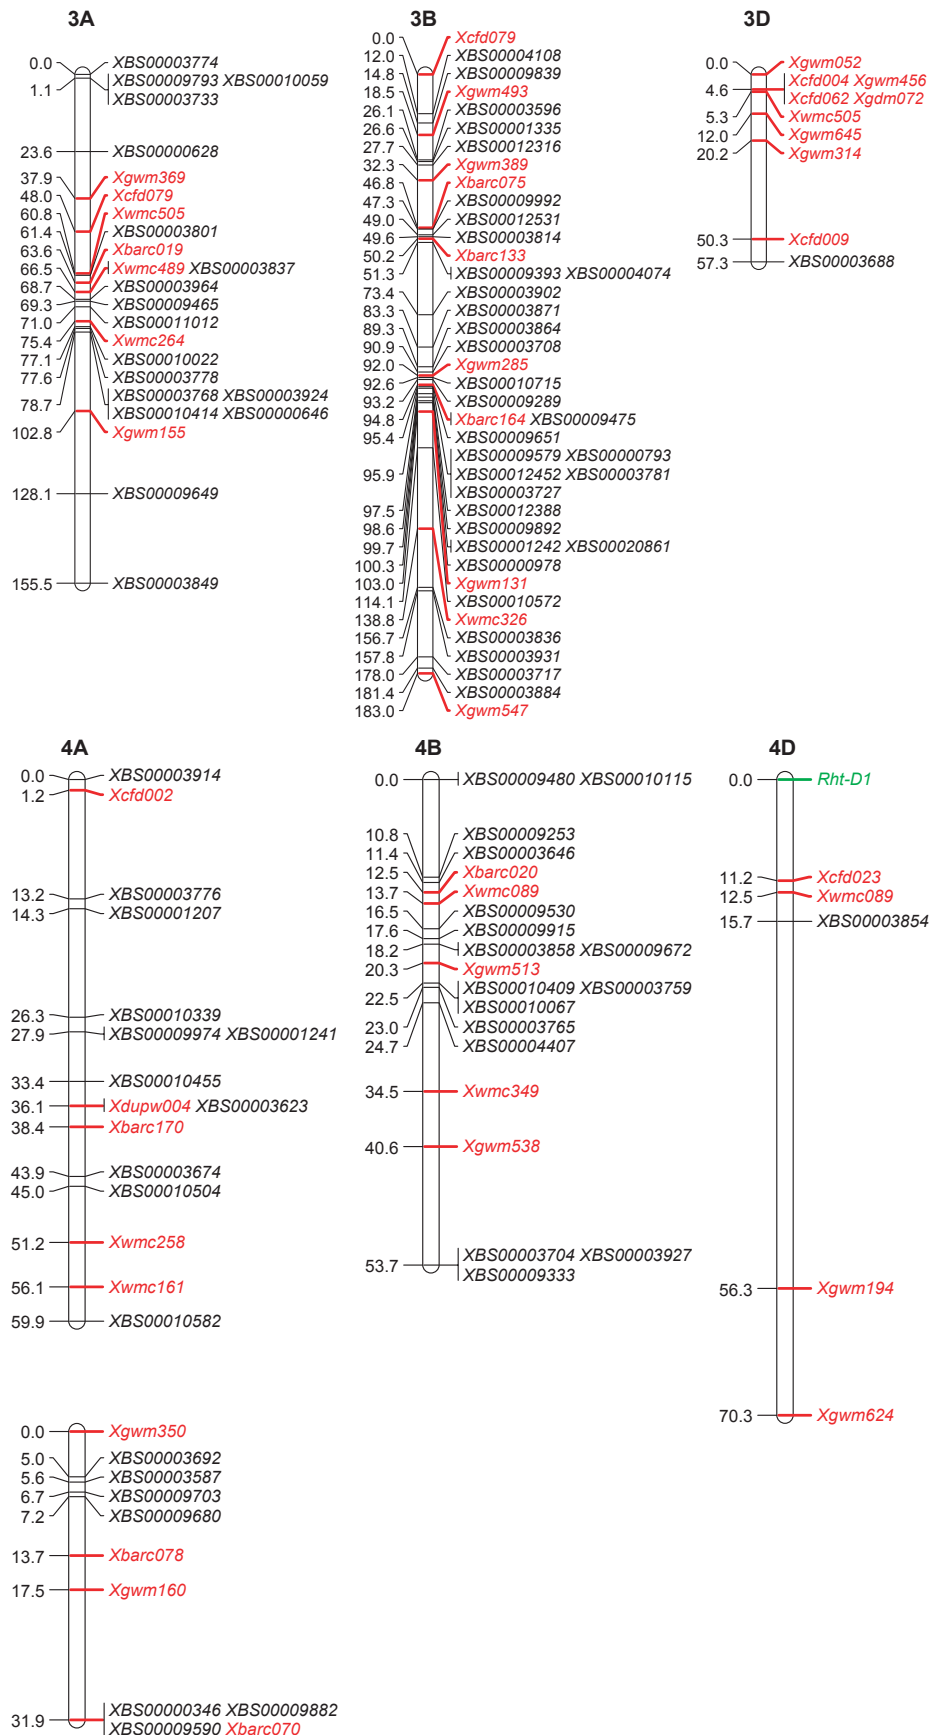 3A
0.0 XBS00003774
1.1 XBS00009793 XBS00010059
XBS00003733
23.6 XBS00000628
37.9 Xgwm369
48.0 Xcfd079
60.8 Xwmc505
61.4 XBS00003801
63.6 Xbarc019
66.5 Xwmc489 XBS00003837
68.7 XBS00003964
69.3 XBS00009465
71.0 XBS00011012
75.4 Xwmc264
77.1 XBS00010022
77.6 XBS00003778
78.7 XBS00003768 XBS00003924
XBS00010414 XBS00000646
102.8 Xgwm155
128.1 XBS00009649
155.5 XBS00003849
3B
0.0 Xcfd079
12.0 XBS00004108
14.8 XBS00009839
18.5 Xgwm493
26.1 XBS00003596
26.6 XBS00001335
27.7 XBS00012316
32.3 Xgwm389
46.8 Xbarc075
47.3 XBS00009992
49.0 XBS00012531
49.6 XBS00003814
50.2 Xbarc133
51.3 XBS00009393 XBS00004074
73.4 XBS00003902
83.3 XBS00003871
89.3 XBS00003864
90.9 XBS00003708
92.0 Xgwm285
92.6 XBS00010715
93.2 XBS00009289
94.8 Xbarc164 XBS00009475
95.4 XBS00009651
XBS00009579 XBS00000793
95.9 XBS00012452 XBS00003781
XBS00003727
97.5 XBS00012388
98.6 XBS00009892
99.7 XBS00001242 XBS00020861
100.3 XBS00000978
103.0 Xgwm131
114.1 XBS00010572
138.8 Xwmc326
156.7 XBS00003836
157.8 XBS00003931
178.0 XBS00003717
181.4 XBS00003884
183.0 Xgwm547
3D
0.0 Xgwm052
4.6 Xcfd004 Xgwm456
Xcfd062 Xgdm072
5.3 Xwmc505
12.0 Xgwm645
20.2 Xgwm314
50.3 Xcfd009
57.3 XBS00003688
4A
0.0 XBS00003914
1.2 Xcfd002
13.2 XBS00003776
14.3 XBS00001207
26.3 XBS00010339
27.9 XBS00009974 XBS00001241
33.4 XBS00010455
36.1 Xdupw004 XBS00003623
38.4 Xbarc170
43.9 XBS00003674
45.0 XBS00010504
51.2 Xwmc258
56.1 Xwmc161
59.9 XBS00010582
0.0 Xgwm350
5.0 XBS00003692
5.6 XBS00003587
6.7 XBS00009703
7.2 XBS00009680
13.7 Xbarc078
17.5 Xgwm160
31.9 XBS00000346 XBS00009882
XBS00009590 Xbarc070
4B
0.0 XBS00009480 XBS00010115
10.8 XBS00009253
11.4 XBS00003646
12.5 Xbarc020
13.7 Xwmc089
16.5 XBS00009530
17.6 XBS00009915
18.2 XBS00003858 XBS00009672
20.3 Xgwm513
22.5 XBS00010409 XBS00003759
XBS00010067
23.0 XBS00003765
24.7 XBS00004407
34.5 Xwmc349
40.6 Xgwm538
53.7 XBS00003704 XBS00003927
XBS00009333
4D
0.0 Rht-D1
11.2 Xcfd023
12.5 Xwmc089
15.7 XBS00003854
56.3 Xgwm194
70.3 Xgwm624